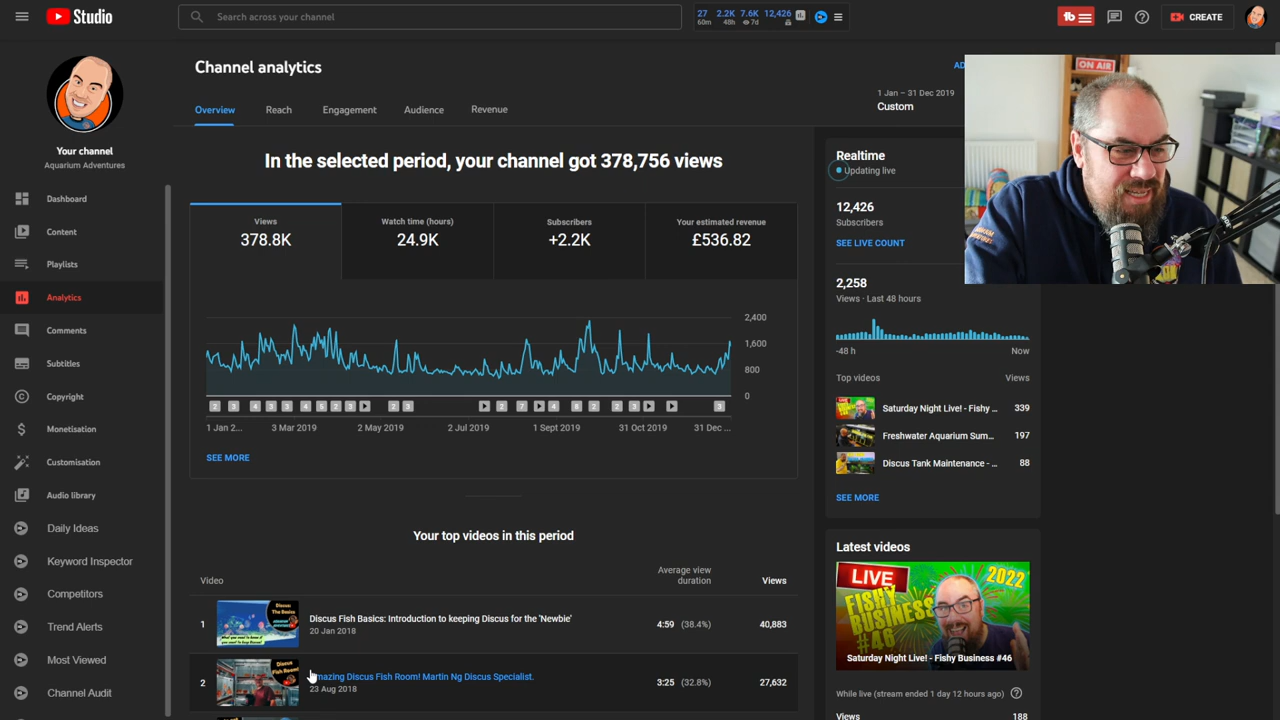 Studio
Search across your channel
27 2.2K 7.6K 12,426
60m 48h 7d
CREATE
Your channel
Aquarium Adventures
Dashboard
Content
Playlists
Analytics
Comments
Subtitles
Copyright
Monetisation
Customisation
Audio library
Daily Ideas
Keyword Inspector
Competitors
Trend Alerts
Most Viewed
Channel Audit
Channel analytics
Overview
Reach
Engagement
Audience
Revenue
1 Jan – 31 Dec 2019
Custom
ON AIR
In the selected period, your channel got 378,756 views
Views
378.8K
Watch time (hours)
24.9K
Subscribers
+2.2K
Your estimated revenue
£536.82
2,400
1,600
800
0
1 Jan 2... 3 Mar 2019 2 May 2019 2 Jul 2019 1 Sept 2019 31 Oct 2019 31 Dec ...
SEE MORE
Your top videos in this period
Video
Average view
duration
Views
1
Discus Fish Basics: Introduction to keeping Discus for the 'Newbie'
20 Jan 2018
4:59 (38.4%)
40,883
2
mazing Discus Fish Room! Martin Ng Discus Specialist.
23 Aug 2018
3:25 (32.8%)
27,632
Realtime
Updating live
12,426
Subscribers
SEE LIVE COUNT
2,258
Views · Last 48 hours
-48 h Now
Top videos Views
Saturday Night Live! - Fishy ... 339
Freshwater Aquarium Sum... 197
Discus Tank Maintenance - ... 88
SEE MORE
Latest videos
LIVE
2022
FISHY
BUSINESS
#46
Saturday Night Live! - Fishy Business #46
While live (stream ended 1 day 12 hours ago)
Views 188